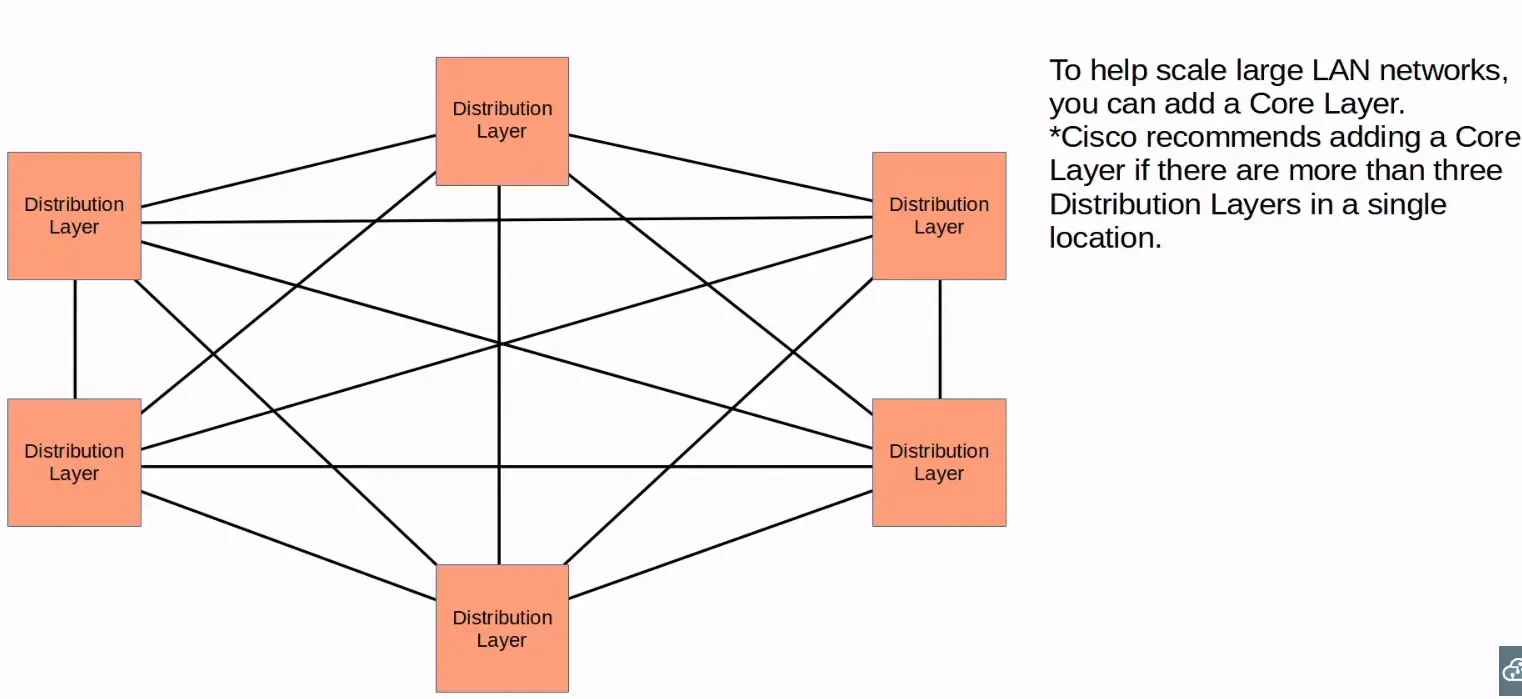 Distribution
Layer
Distribution
Layer
Distribution
Layer
Distribution
Layer
Distribution
Layer
Distribution
Layer
To help scale large LAN networks,
you can add a Core Layer.
*Cisco recommends adding a Core
Layer if there are more than three
Distribution Layers in a single
location.